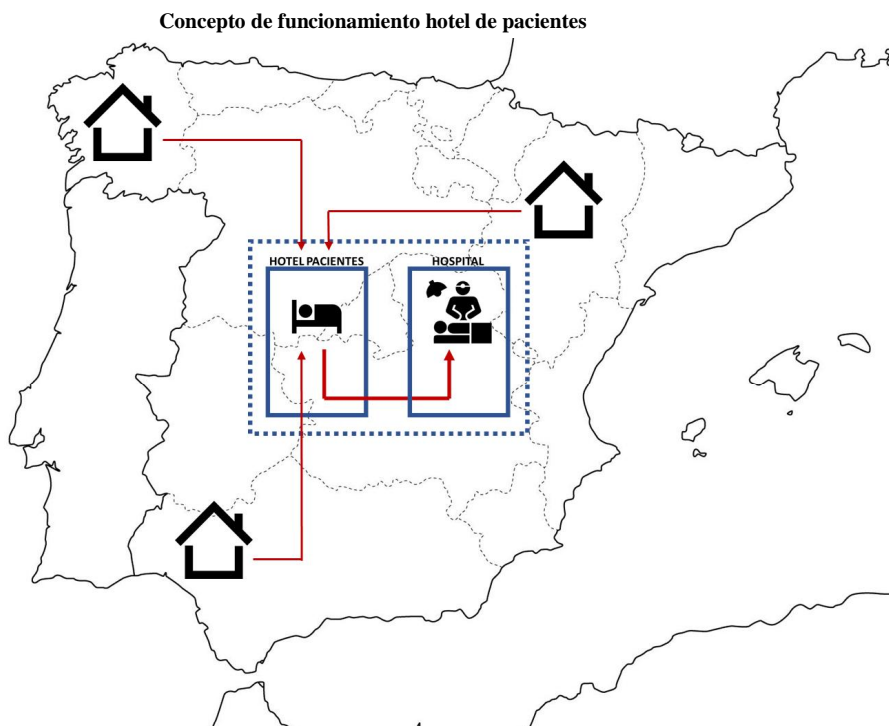 Concepto de funcionamiento hotel de pacientes
HOTEL PACIENTES
HOSPITAL